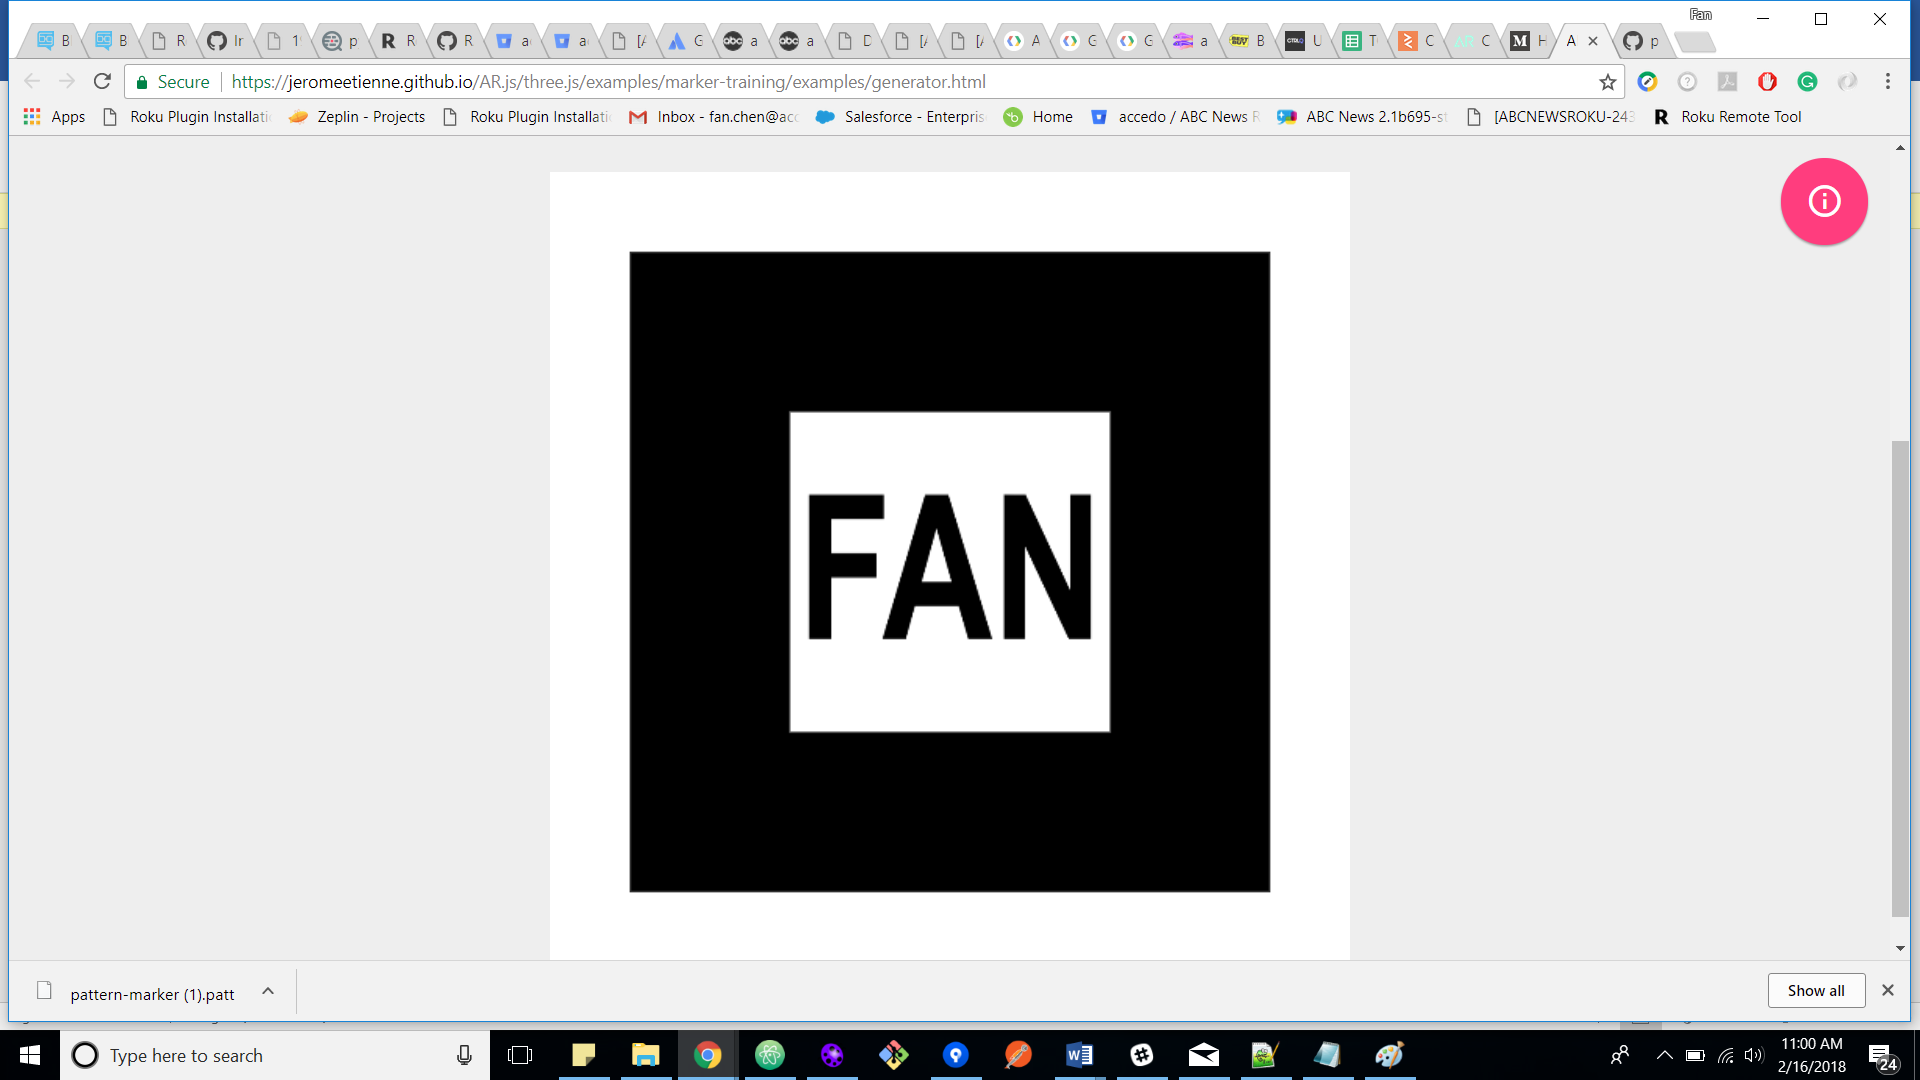 Fan
B B R Ir 1 p R R a a [/ G a a D [/ [/ A G G a B U T C C H A p
Secure https://jeromeetienne.github.io/AR.js/three.js/examples/marker-training/examples/generator.html
Apps Roku Plugin Installati Zeplin - Projects Roku Plugin Installati Inbox - fan.chen@acc Salesforce - Enterpris Home accedo / ABC News R ABC News 2.1b695-st [ABCNEWSROKU-243 Roku Remote Tool
FAN
pattern-marker (1).patt Show all
Type here to search
11:00 AM
2/16/2018
24